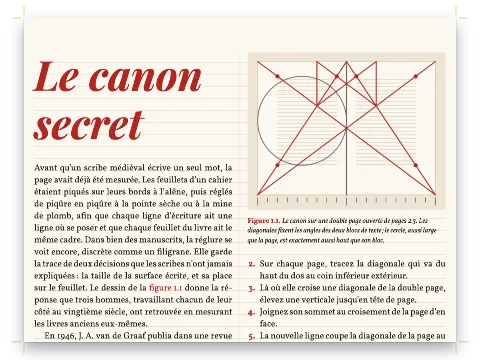 Le canon
secret
Avant qu'un scribe médiéval écrive un seul mot, la
page avait déjà été mesurée. Les feuillets d'un cahier
étaient piqués sur leurs bords à l'alêne, puis réglés
de piqûre en piqûre à la pointe sèche ou à la mine
de plomb, afin que chaque ligne d'écriture ait une
ligne où se poser et que chaque feuillet du livre ait le
même cadre. Dans bien des manuscrits, la réglure se
voit encore, discrète comme un filigrane. Elle garde
la trace de deux décisions que les scribes n'ont jamais
expliquées : la taille de la surface écrite, et sa place
sur le feuillet. Le dessin de la figure 1.1 donne la ré-
ponse que trois hommes, travaillant chacun de leur
côté au vingtième siècle, ont retrouvée en mesurant
les livres anciens eux-mêmes.
En 1946, J. A. van de Graaf publia dans une revue
Figure 1.1. Le canon sur une double page ouverte de pages 2:3. Les
diagonales fixent les angles des deux blocs de texte; le cercle, aussi large
que la page, est exactement aussi haut que son bloc.
2. Sur chaque page, tracez la diagonale qui va du
haut du dos au coin inférieur extérieur.
3. Là où elle croise une diagonale de la double page,
élevez une verticale jusqu'en tête de page.
4. Joignez son sommet au croisement de la page d'en
face.
5. La nouvelle ligne coupe la diagonale de la page au